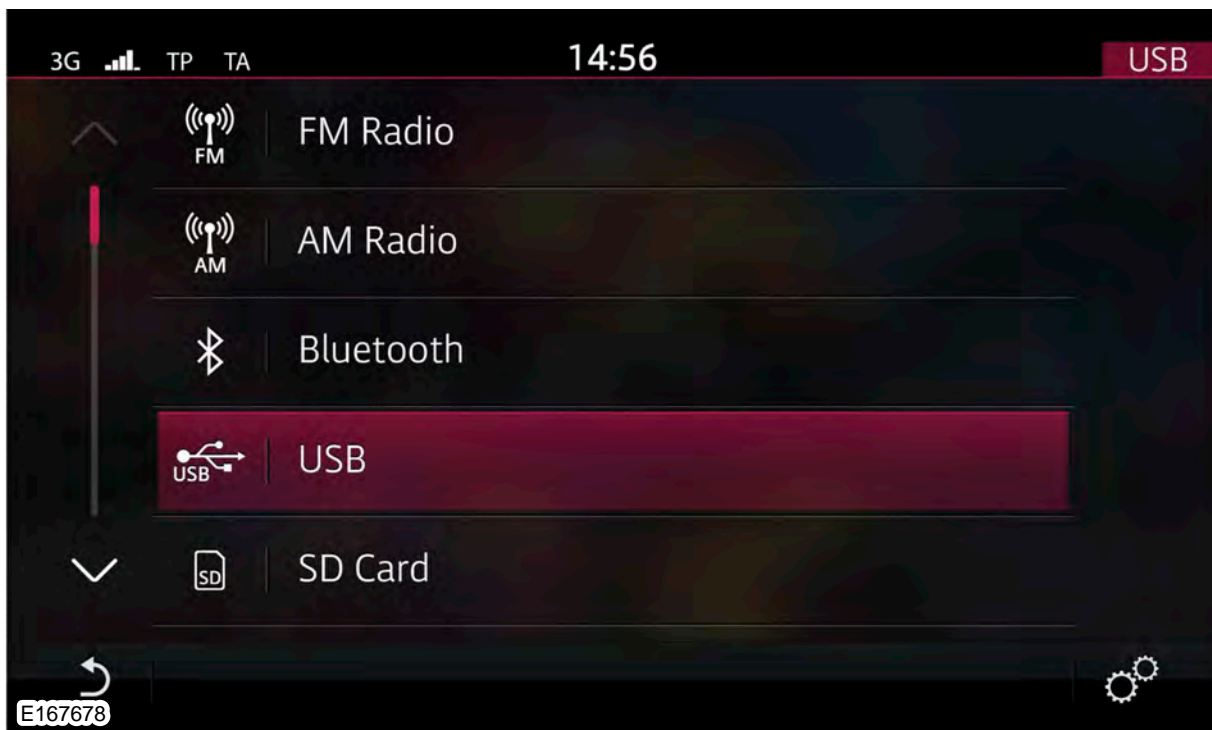 3G TP TA 14:56 USB
FM FM Radio
AM AM Radio
Bluetooth
USB USB
SD SD Card
E167678